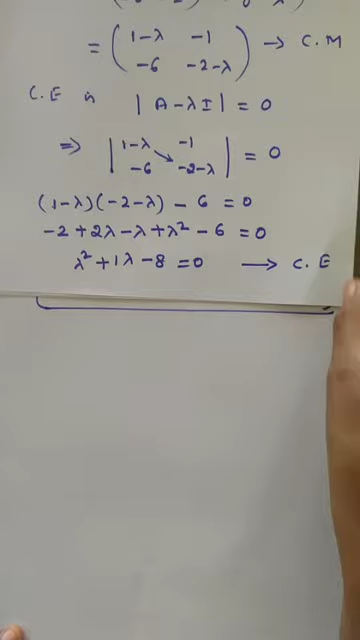 = ( 1-λ -1 ) → C.M
-6 -2-λ
C.E is | A-λI | = 0
⇒ | 1-λ -1 | = 0
-6 -2-λ
(1-λ)(-2-λ) - 6 = 0
-2+2λ-λ+λ²-6 = 0
λ²+1λ-8=0 → C.E